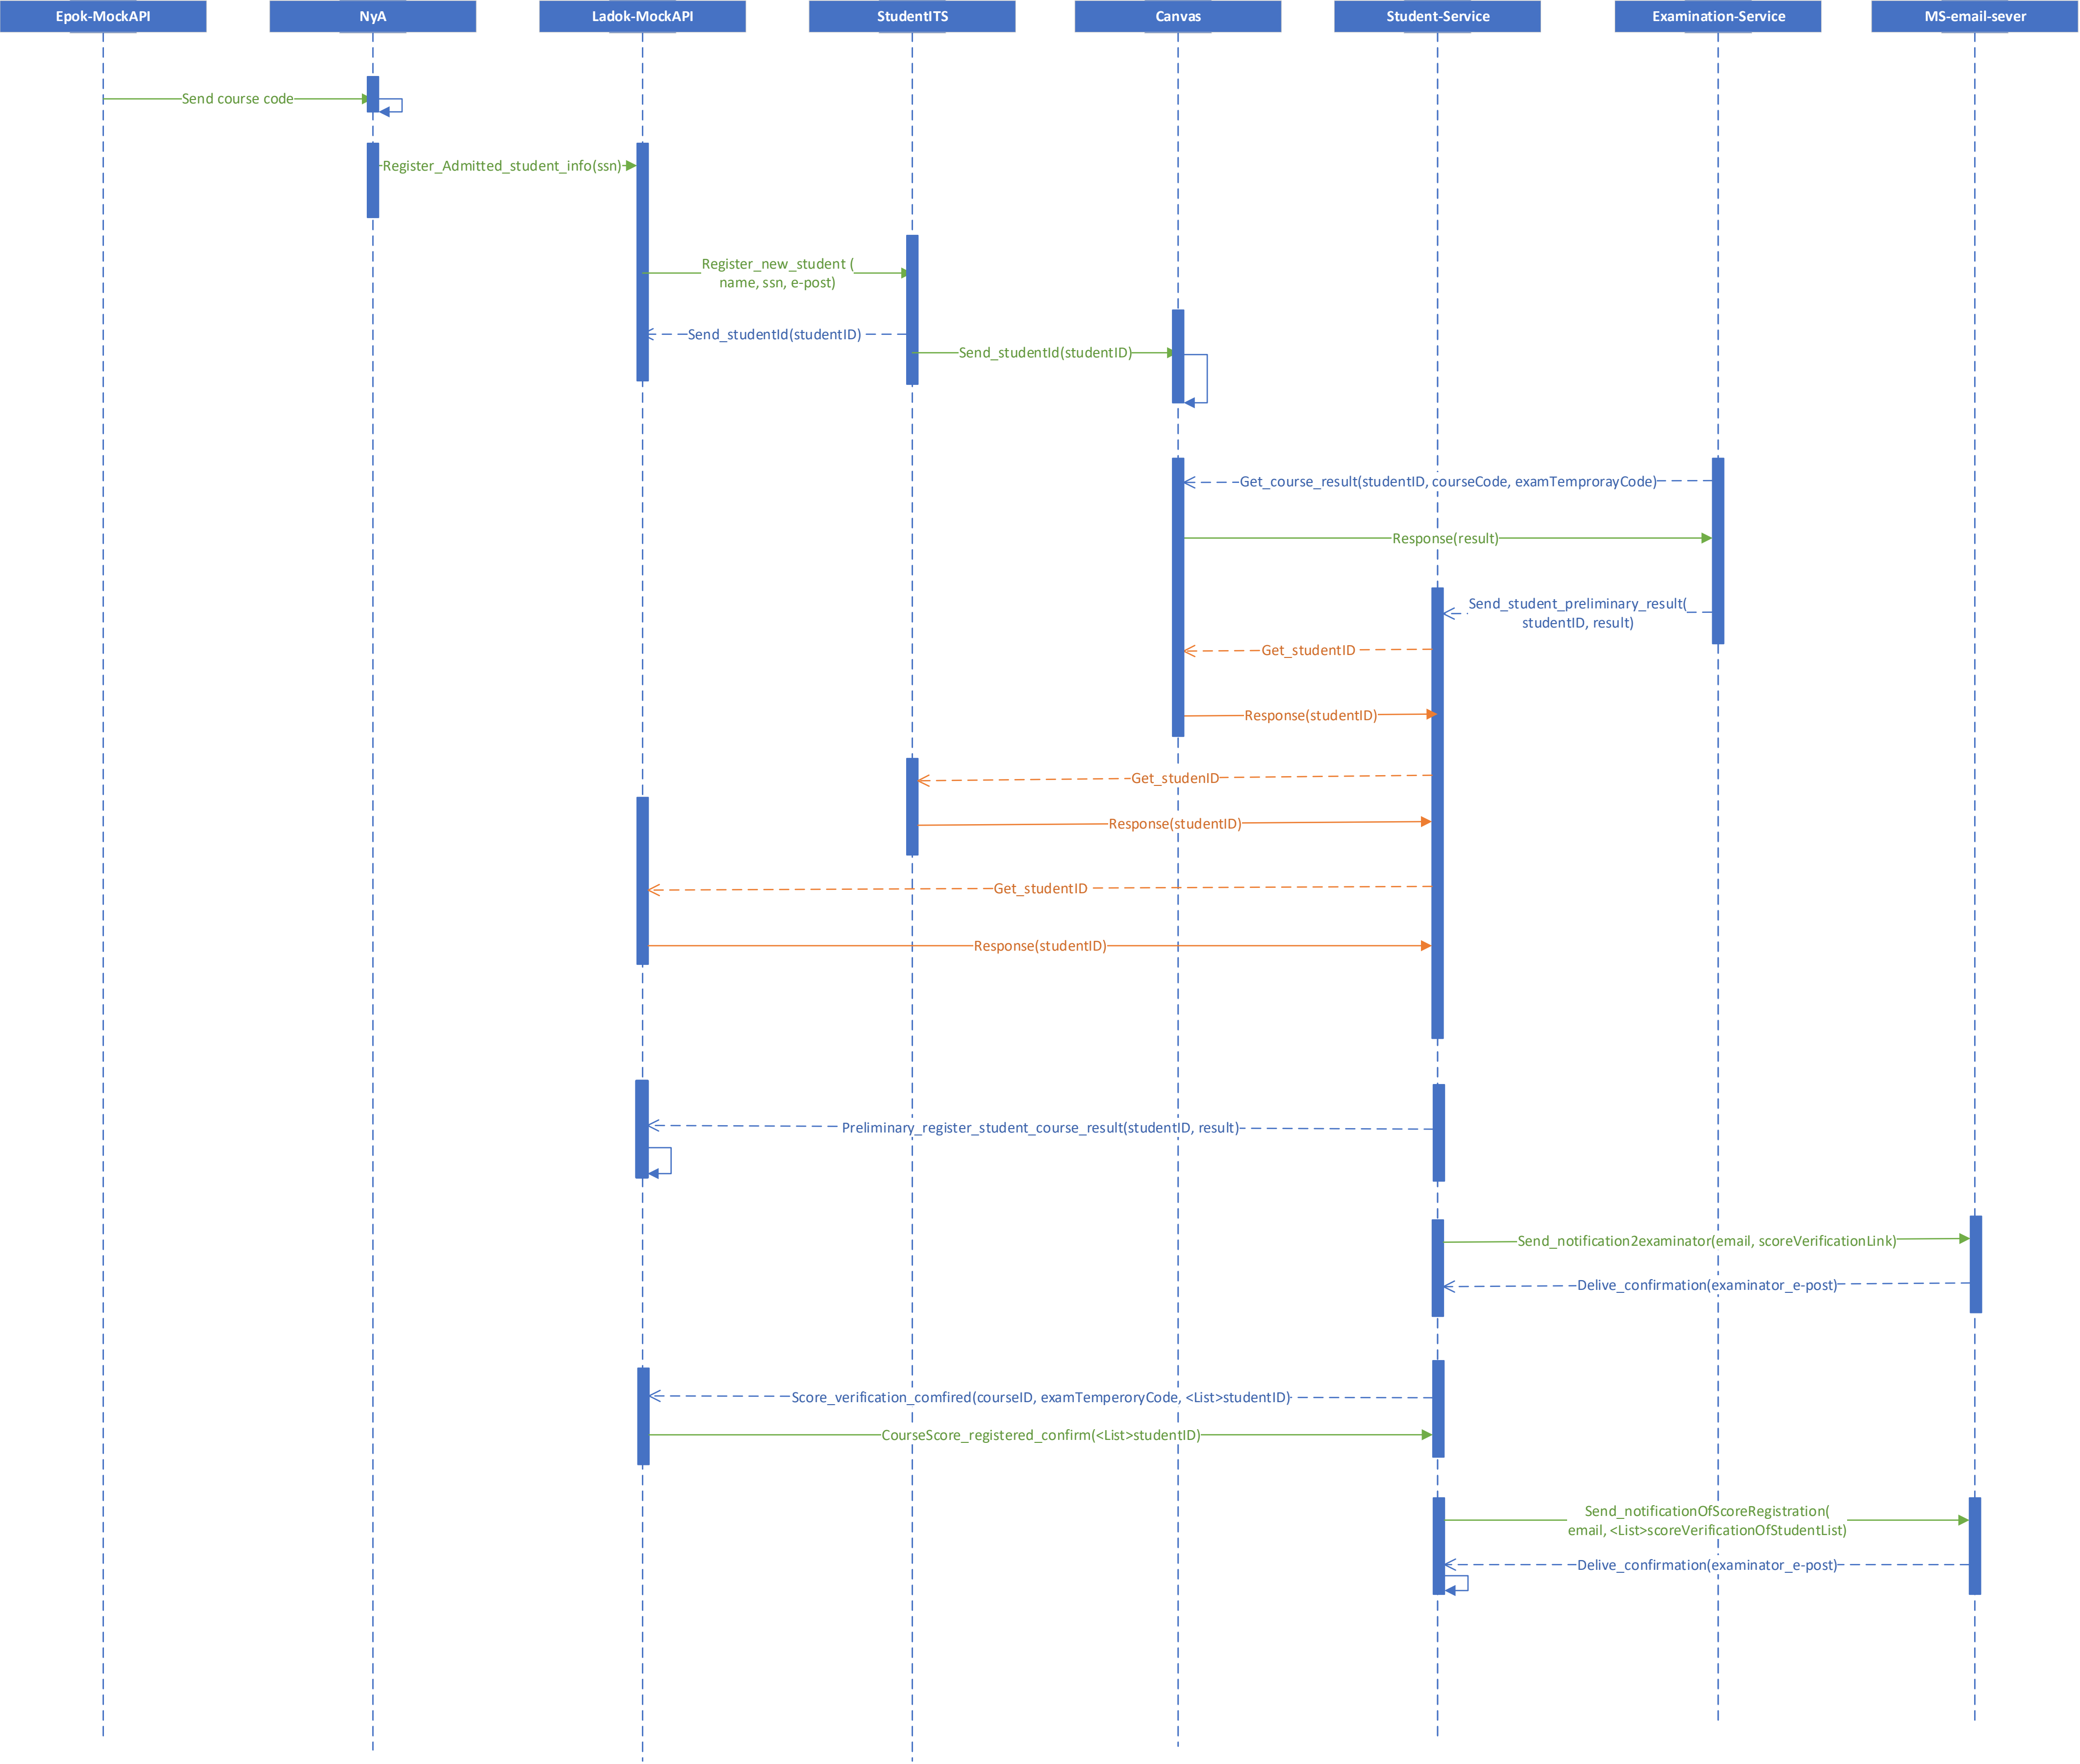 Epok-MockAPI
NyA
Ladok-MockAPI
StudentITS
Canvas
Student-Service
Examination-Service
MS-email-sever
Send course code
Register_Admitted_student_info(ssn)
Register_new_student (
name, ssn, e-post)
Send_studentId(studentID)
Send_studentId(studentID)
Get_course_result(studentID, courseCode, examTemprorayCode)
Response(result)
Send_student_preliminary_result(
studentID, result)
Get_studentID
Response(studentID)
Get_studenID
Response(studentID)
Get_studentID
Response(studentID)
Preliminary_register_student_course_result(studentID, result)
Send_notification2examinator(email, scoreVerificationLink)
Delive_confirmation(examinator_e-post)
Score_verification_comfired(courseID, examTemperoryCode, <List>studentID)
CourseScore_registered_confirm(<List>studentID)
Send_notificationOfScoreRegistration(
email, <List>scoreVerificationOfStudentList)
Delive_confirmation(examinator_e-post)